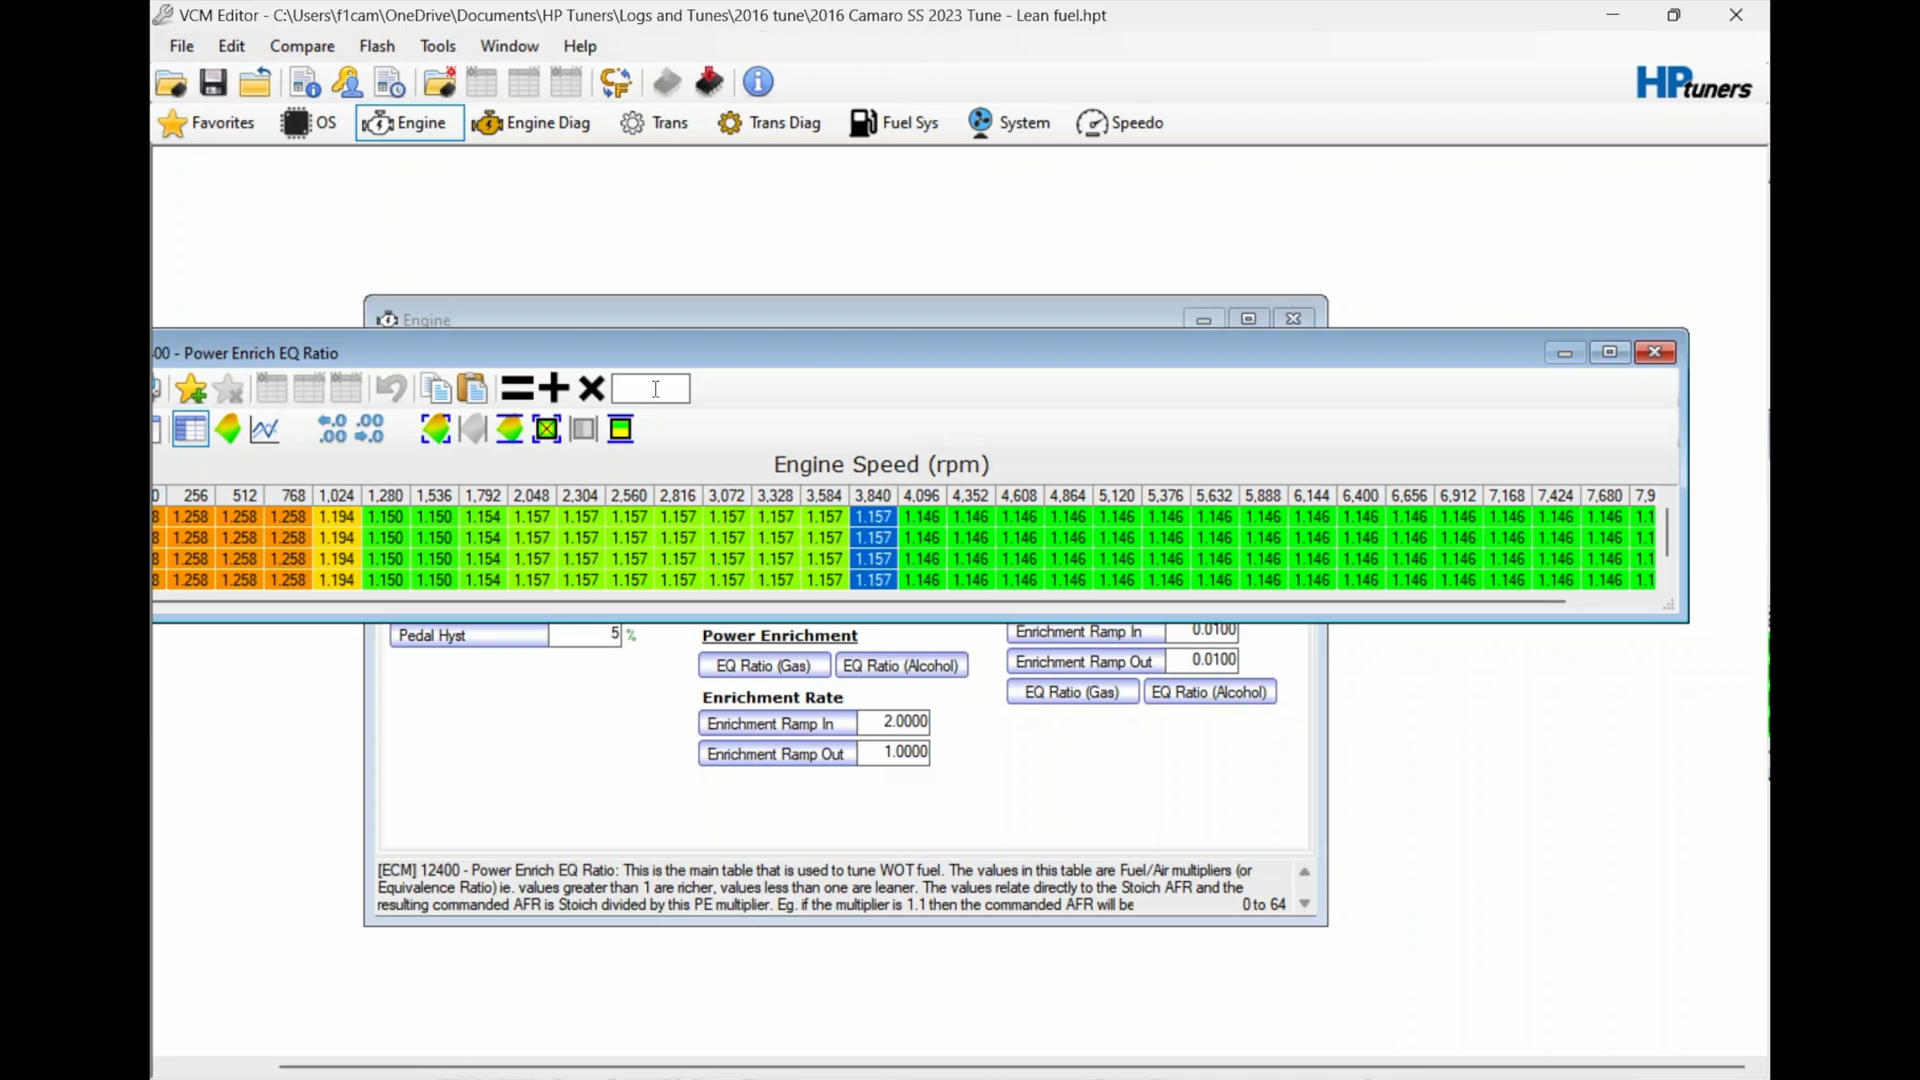 VCM Editor - C:\Users\f1cam\OneDrive\Documents\HP Tuners\Logs and Tunes\2016 tune\2016 Camaro SS 2023 Tune - Lean fuel.hpt
File Edit Compare Flash Tools Window Help
HPtuners
Favorites OS Engine Engine Diag Trans Trans Diag Fuel Sys System Speedo
Engine
00 - Power Enrich EQ Ratio
Engine Speed (rpm)
0 256 512 768 1,024 1,280 1,536 1,792 2,048 2,304 2,560 2,816 3,072 3,328 3,584 3,840 4,096 4,352 4,608 4,864 5,120 5,376 5,632 5,888 6,144 6,400 6,656 6,912 7,168 7,424 7,680 7,9
8 1.258 1.258 1.258 1.194 1.150 1.150 1.154 1.157 1.157 1.157 1.157 1.157 1.157 1.157 1.157 1.146 1.146 1.146 1.146 1.146 1.146 1.146 1.146 1.146 1.146 1.146 1.146 1.146 1.146 1.146 1.1
8 1.258 1.258 1.258 1.194 1.150 1.150 1.154 1.157 1.157 1.157 1.157 1.157 1.157 1.157 1.157 1.146 1.146 1.146 1.146 1.146 1.146 1.146 1.146 1.146 1.146 1.146 1.146 1.146 1.146 1.146 1.1
8 1.258 1.258 1.258 1.194 1.150 1.150 1.154 1.157 1.157 1.157 1.157 1.157 1.157 1.157 1.157 1.146 1.146 1.146 1.146 1.146 1.146 1.146 1.146 1.146 1.146 1.146 1.146 1.146 1.146 1.146 1.1
8 1.258 1.258 1.258 1.194 1.150 1.150 1.154 1.157 1.157 1.157 1.157 1.157 1.157 1.157 1.157 1.146 1.146 1.146 1.146 1.146 1.146 1.146 1.146 1.146 1.146 1.146 1.146 1.146 1.146 1.146 1.1
Pedal Hyst 5 %
Power Enrichment
EQ Ratio (Gas) EQ Ratio (Alcohol)
Enrichment Rate
Enrichment Ramp In 2.0000
Enrichment Ramp Out 1.0000
Enrichment Ramp In 0.0100
Enrichment Ramp Out 0.0100
EQ Ratio (Gas) EQ Ratio (Alcohol)
[ECM] 12400 - Power Enrich EQ Ratio: This is the main table that is used to tune WOT fuel. The values in this table are Fuel/Air multipliers (or
Equivalence Ratio) ie. values greater than 1 are richer, values less than one are leaner. The values relate directly to the Stoich AFR and the
resulting commanded AFR is Stoich divided by this PE multiplier. Eg. if the multiplier is 1.1 then the commanded AFR will be 0 to 64